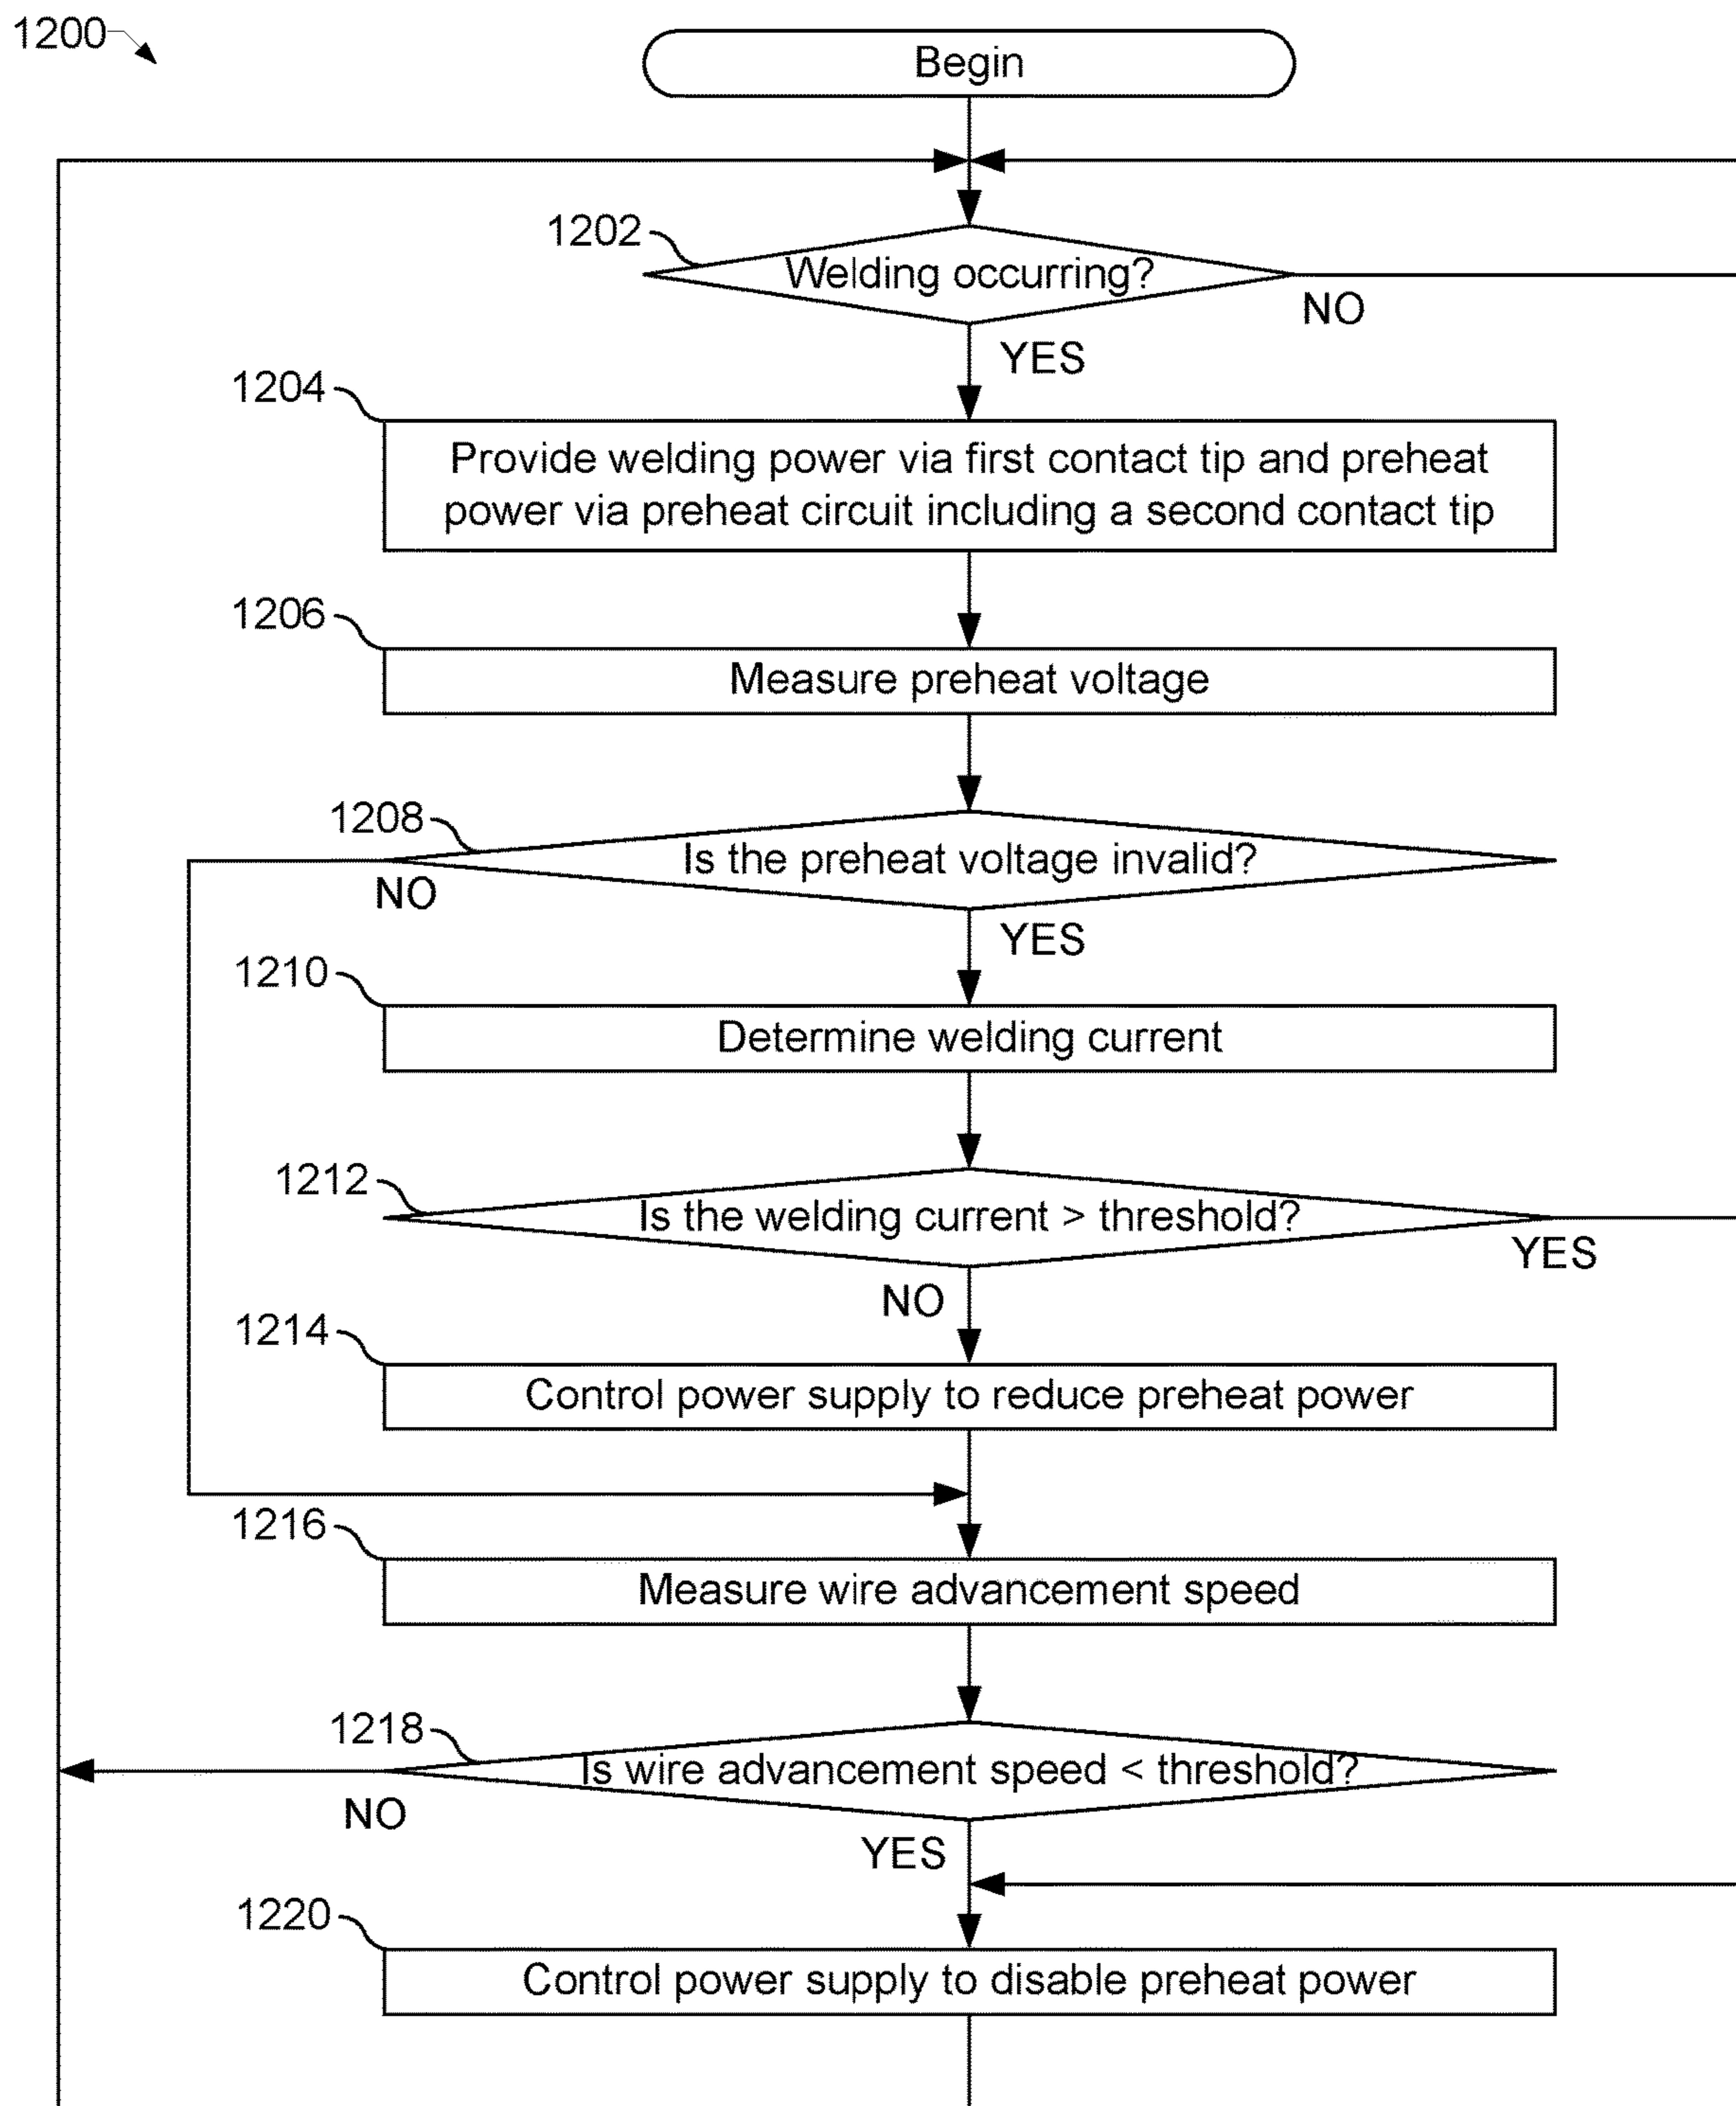 1200
Begin
1202
Welding occurring?
NO
YES
1204
Provide welding power via first contact tip and preheat
power via preheat circuit including a second contact tip
1206
Measure preheat voltage
1208
Is the preheat voltage invalid?
NO
YES
1210
Determine welding current
1212
Is the welding current > threshold?
YES
NO
1214
Control power supply to reduce preheat power
1216
Measure wire advancement speed
1218
Is wire advancement speed < threshold?
NO
YES
1220
Control power supply to disable preheat power